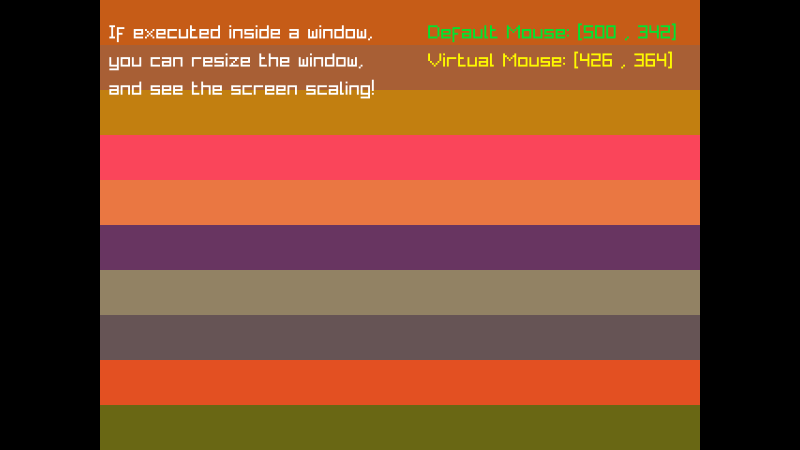 If executed inside a window,
you can resize the window,
and see the screen scaling!
Default Mouse: [500 , 342]
Virtual Mouse: [426 , 364]